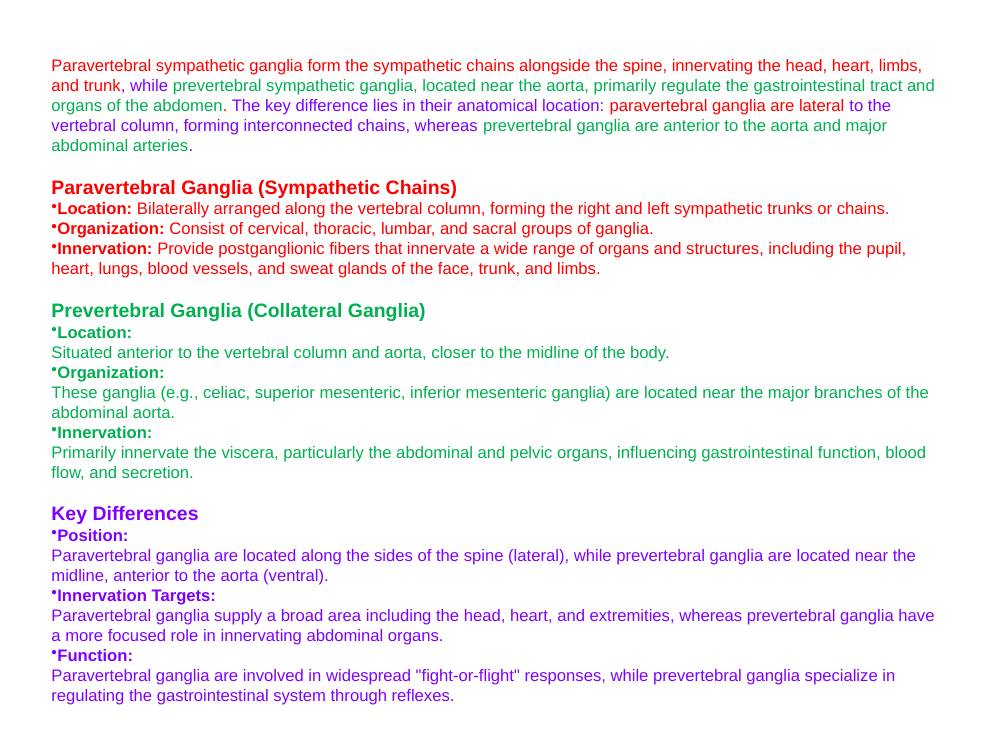 Paravertebral sympathetic ganglia form the sympathetic chains alongside the spine, innervating the head, heart, limbs,
and trunk, while prevertebral sympathetic ganglia, located near the aorta, primarily regulate the gastrointestinal tract and
organs of the abdomen. The key difference lies in their anatomical location: paravertebral ganglia are lateral to the
vertebral column, forming interconnected chains, whereas prevertebral ganglia are anterior to the aorta and major
abdominal arteries.
Paravertebral Ganglia (Sympathetic Chains)
•Location: Bilaterally arranged along the vertebral column, forming the right and left sympathetic trunks or chains.
•Organization: Consist of cervical, thoracic, lumbar, and sacral groups of ganglia.
•Innervation: Provide postganglionic fibers that innervate a wide range of organs and structures, including the pupil,
heart, lungs, blood vessels, and sweat glands of the face, trunk, and limbs.
Prevertebral Ganglia (Collateral Ganglia)
•Location:
Situated anterior to the vertebral column and aorta, closer to the midline of the body.
•Organization:
These ganglia (e.g., celiac, superior mesenteric, inferior mesenteric ganglia) are located near the major branches of the
abdominal aorta.
•Innervation:
Primarily innervate the viscera, particularly the abdominal and pelvic organs, influencing gastrointestinal function, blood
flow, and secretion.
Key Differences
•Position:
Paravertebral ganglia are located along the sides of the spine (lateral), while prevertebral ganglia are located near the
midline, anterior to the aorta (ventral).
•Innervation Targets:
Paravertebral ganglia supply a broad area including the head, heart, and extremities, whereas prevertebral ganglia have
a more focused role in innervating abdominal organs.
•Function:
Paravertebral ganglia are involved in widespread "fight-or-flight" responses, while prevertebral ganglia specialize in
regulating the gastrointestinal system through reflexes.